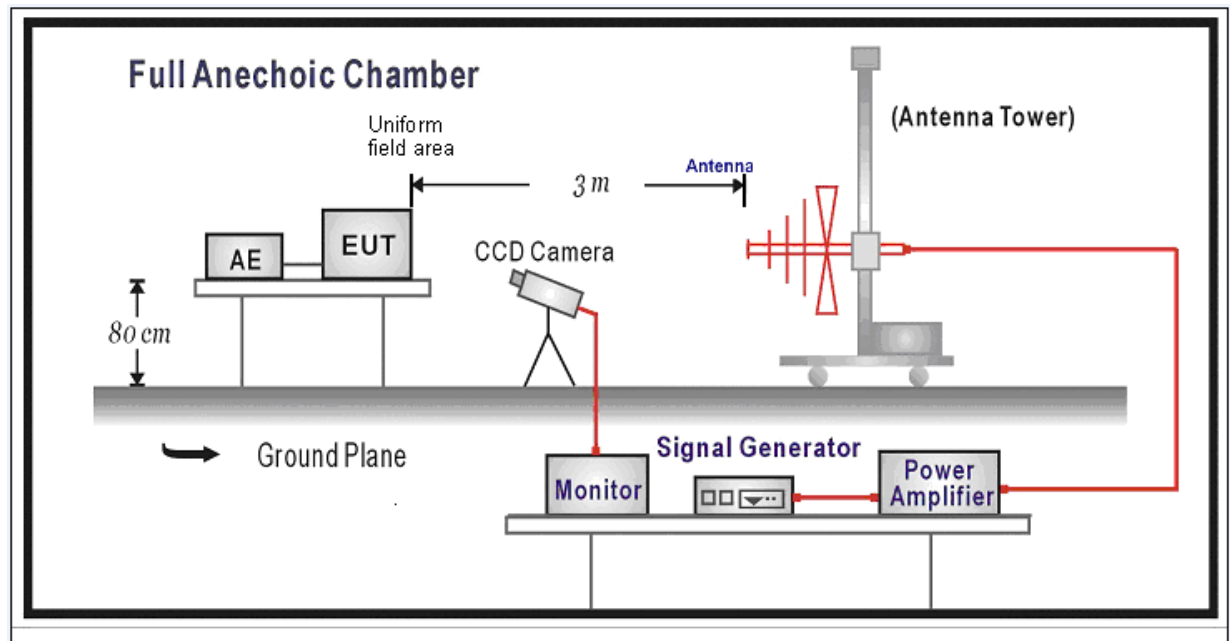 Full Anechoic Chamber
Uniform
field area
3 m
Antenna
(Antenna Tower)
AE
EUT
CCD Camera
80 cm
Ground Plane
Monitor
Signal Generator
Power
Amplifier